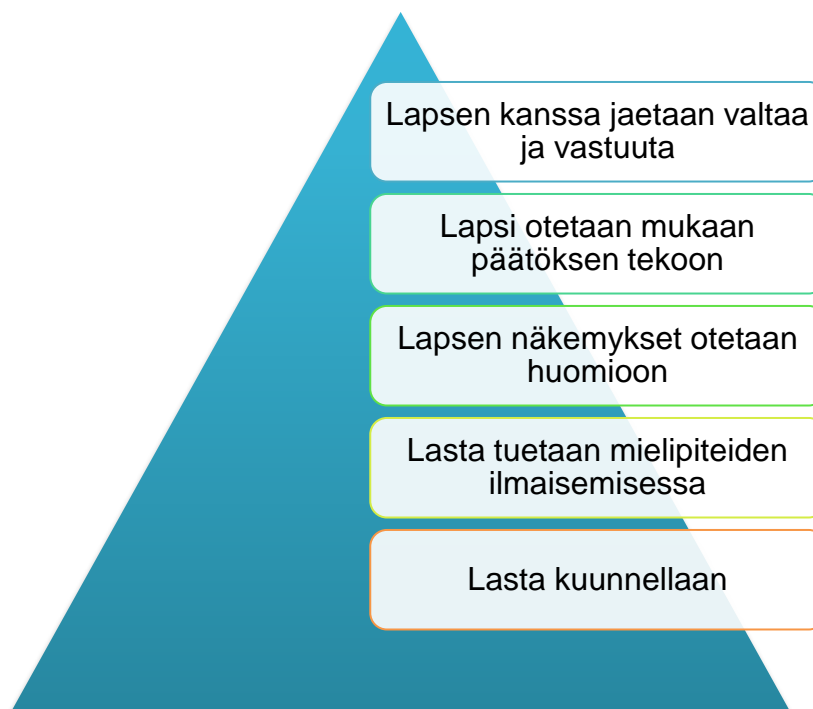 Lapsen kanssa jaetaan valtaa
ja vastuuta
Lapsi otetaan mukaan
päätöksen tekoon
Lapsen näkemykset otetaan
huomioon
Lasta tuetaan mielipiteiden
ilmaisemisessa
Lasta kuunnellaan